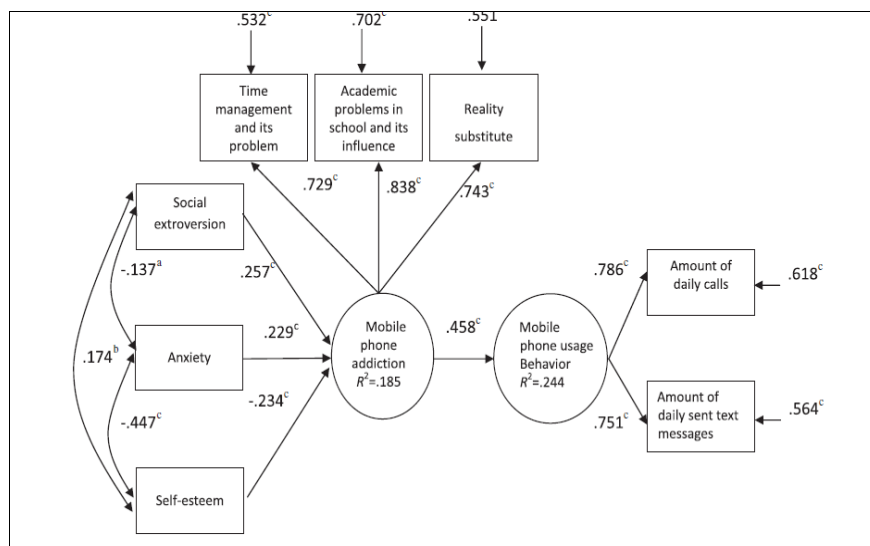 .532c .702c .551
Time
management
and its
problem
Academic
problems in
school and its
influence
Reality
substitute
.729c .838c .743c
Social
extroversion
-.137a
.257c
.786c
Amount of
daily calls
.618c
.229c
Mobile
phone
addiction
R²=.185
.458c
Mobile
phone usage
Behavior
R²=.244
.174b
Anxiety
-.234c
-.447c
.751c
Amount of
daily sent text
messages
.564c
Self-esteem